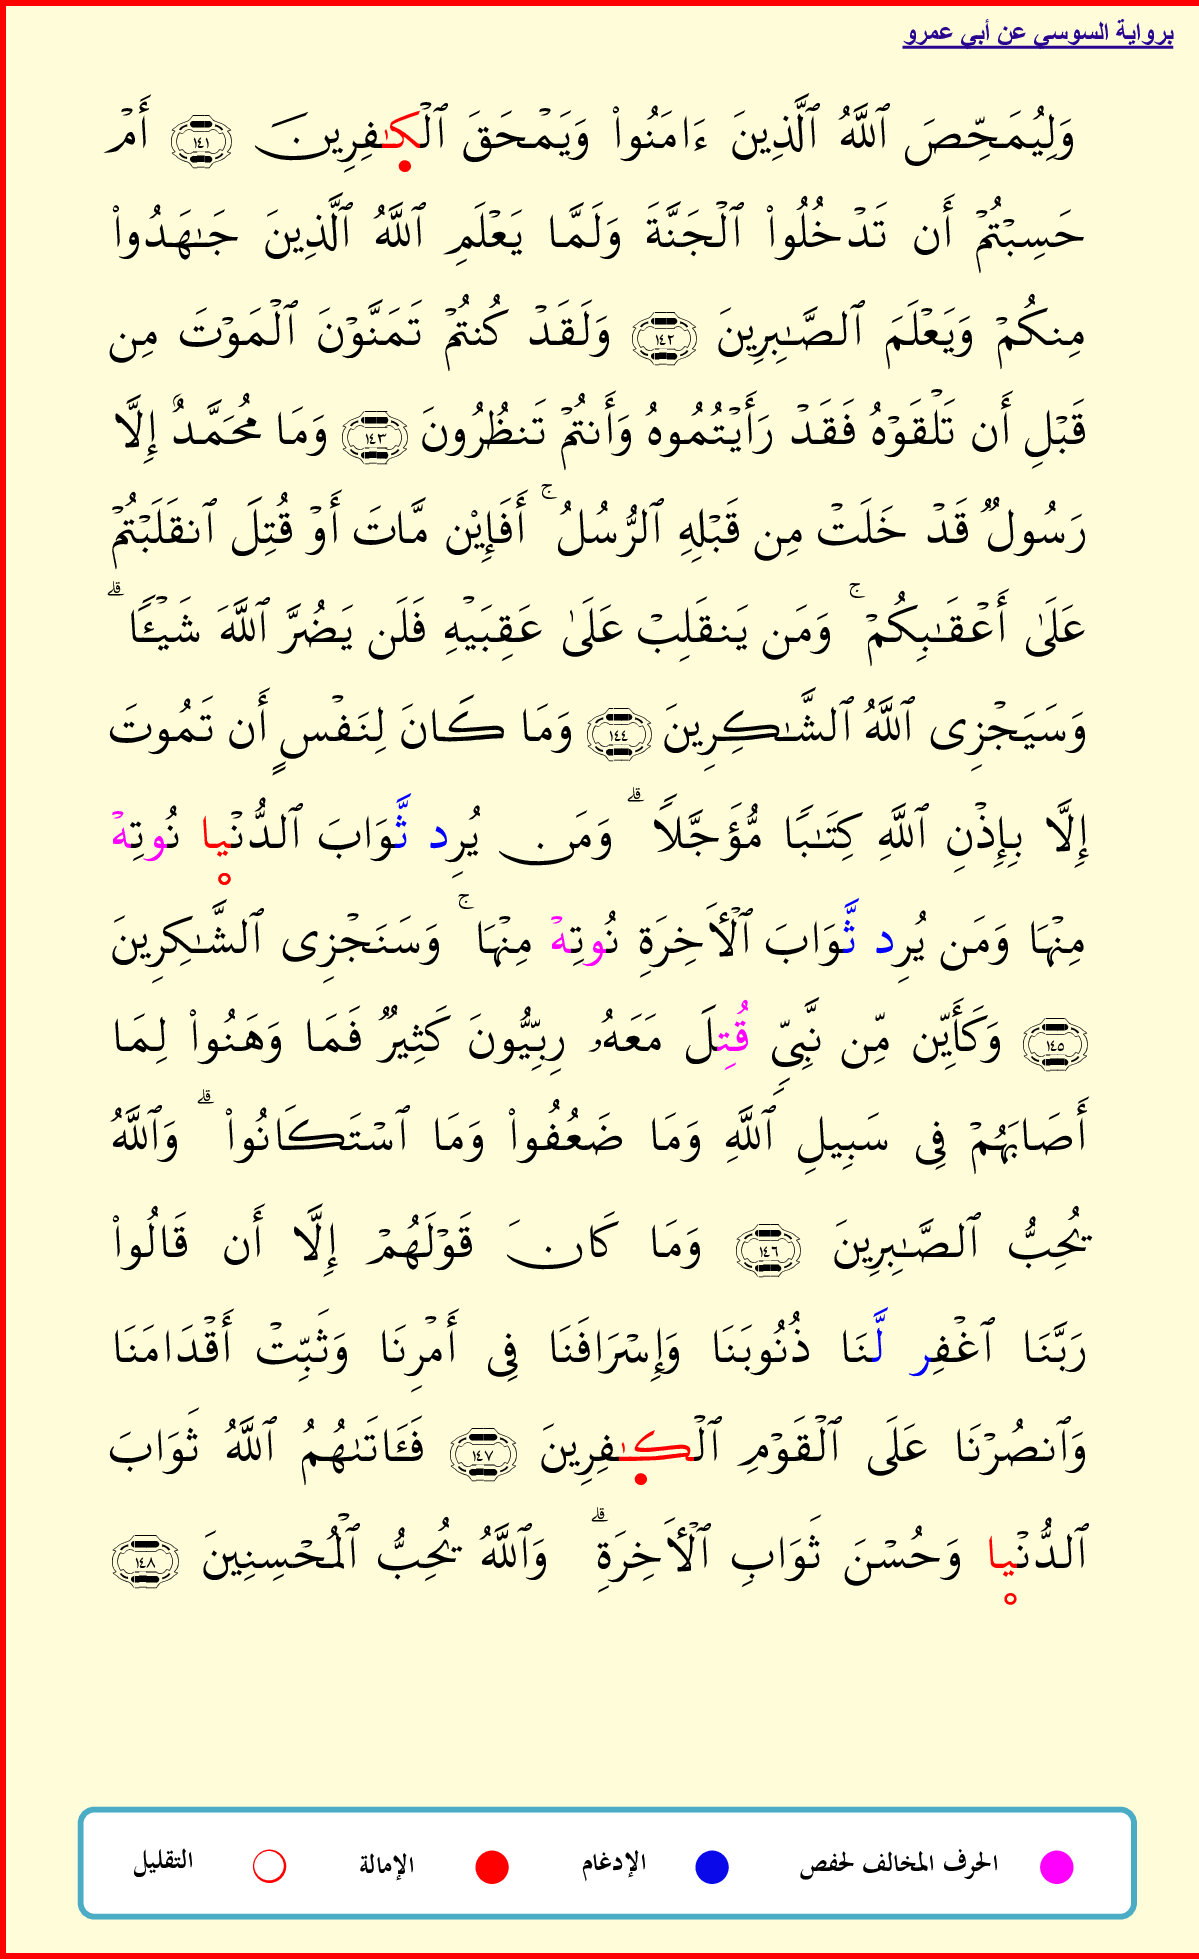 برواية السوسي عن أبي عمرو
وَلِيُمَحِّصَ ٱللَّهُ ٱلَّذِينَ ءَامَنُوا۟ وَيَمْحَقَ ٱلْكَـٰفِرِينَ ١٤١ أَمْ
حَسِبْتُمْ أَن تَدْخُلُوا۟ ٱلْجَنَّةَ وَلَمَّا يَعْلَمِ ٱللَّهُ ٱلَّذِينَ جَـٰهَدُوا۟
مِنكُمْ وَيَعْلَمَ ٱلصَّـٰبِرِينَ ١٤٢ وَلَقَدْ كُنتُمْ تَمَنَّوْنَ ٱلْمَوْتَ مِن
قَبْلِ أَن تَلْقَوْهُ فَقَدْ رَأَيْتُمُوهُ وَأَنتُمْ تَنظُرُونَ ١٤٣ وَمَا مُحَمَّدٌ إِلَّا
رَسُولٌ قَدْ خَلَتْ مِن قَبْلِهِ ٱلرُّسُلُ ۚ أَفَإِيْن مَّاتَ أَوْ قُتِلَ ٱنقَلَبْتُمْ
عَلَىٰ أَعْقَـٰبِكُمْ ۚ وَمَن يَنقَلِبْ عَلَىٰ عَقِبَيْهِ فَلَن يَضُرَّ ٱللَّهَ شَيْـًٔا ۗ
وَسَيَجْزِى ٱللَّهُ ٱلشَّـٰكِرِينَ ١٤٤ وَمَا كَانَ لِنَفْسٍ أَن تَمُوتَ
إِلَّا بِإِذْنِ ٱللَّهِ كِتَـٰبًا مُّؤَجَّلًا ۗ وَمَن يُرِد ثَّوَابَ ٱلدُّنْيا نُوتِهْ
مِنْهَا وَمَن يُرِد ثَّوَابَ ٱلْأَخِرَةِ نُوتِهْ مِنْهَا ۚ وَسَنَجْزِى ٱلشَّـٰكِرِينَ
١٤٥ وَكَأَيِّن مِّن نَّبِىٍّ قُتِلَ مَعَهُۥ رِبِّيُّونَ كَثِيرٌ فَمَا وَهَنُوا۟ لِمَا
أَصَابَهُمْ فِى سَبِيلِ ٱللَّهِ وَمَا ضَعُفُوا۟ وَمَا ٱسْتَكَانُوا۟ ۗ وَٱللَّهُ
يُحِبُّ ٱلصَّـٰبِرِينَ ١٤٦ وَمَا كَانَ قَوْلَهُمْ إِلَّا أَن قَالُوا۟
رَبَّنَا ٱغْفِر لَّنَا ذُنُوبَنَا وَإِسْرَافَنَا فِى أَمْرِنَا وَثَبِّتْ أَقْدَامَنَا
وَٱنصُرْنَا عَلَى ٱلْقَوْمِ ٱلْكَـٰفِرِينَ ١٤٧ فَـَٔاتَىٰهُمُ ٱللَّهُ ثَوَابَ
ٱلدُّنْيا وَحُسْنَ ثَوَابِ ٱلْأَخِرَةِ ۗ وَٱللَّهُ يُحِبُّ ٱلْمُحْسِنِينَ ١٤٨
الحرف المخالف لحفص الإدغام الإمالة التقليل